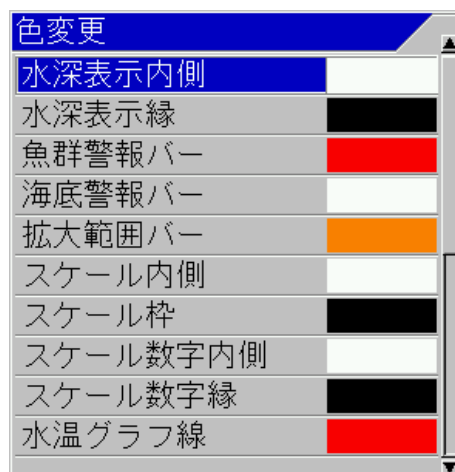 色変更
水深表示内側
水深表示縁
魚群警報バー
海底警報バー
拡大範囲バー
スケール内側
スケール枠
スケール数字内側
スケール数字縁
水温グラフ線